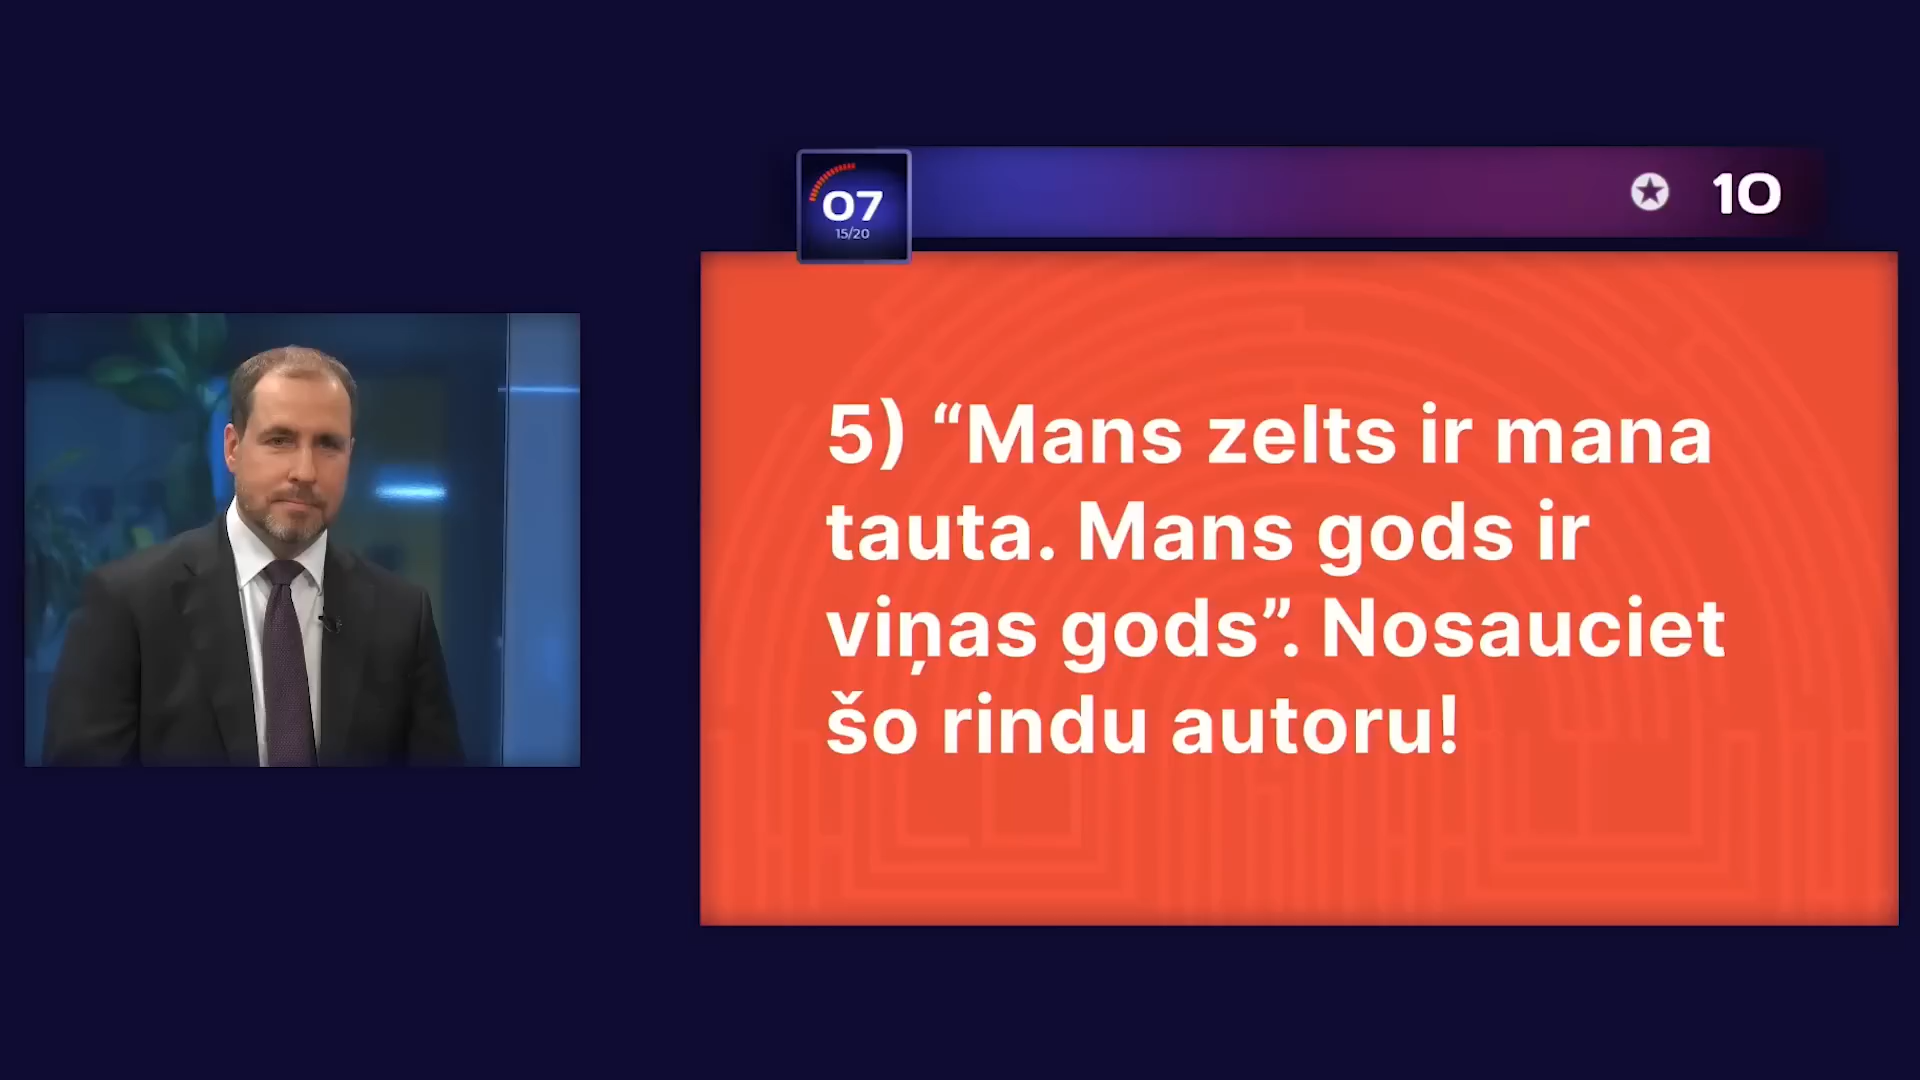 07
15/20
10
5) “Mans zelts ir mana
tauta. Mans gods ir
viņas gods”. Nosauciet
šo rindu autoru!